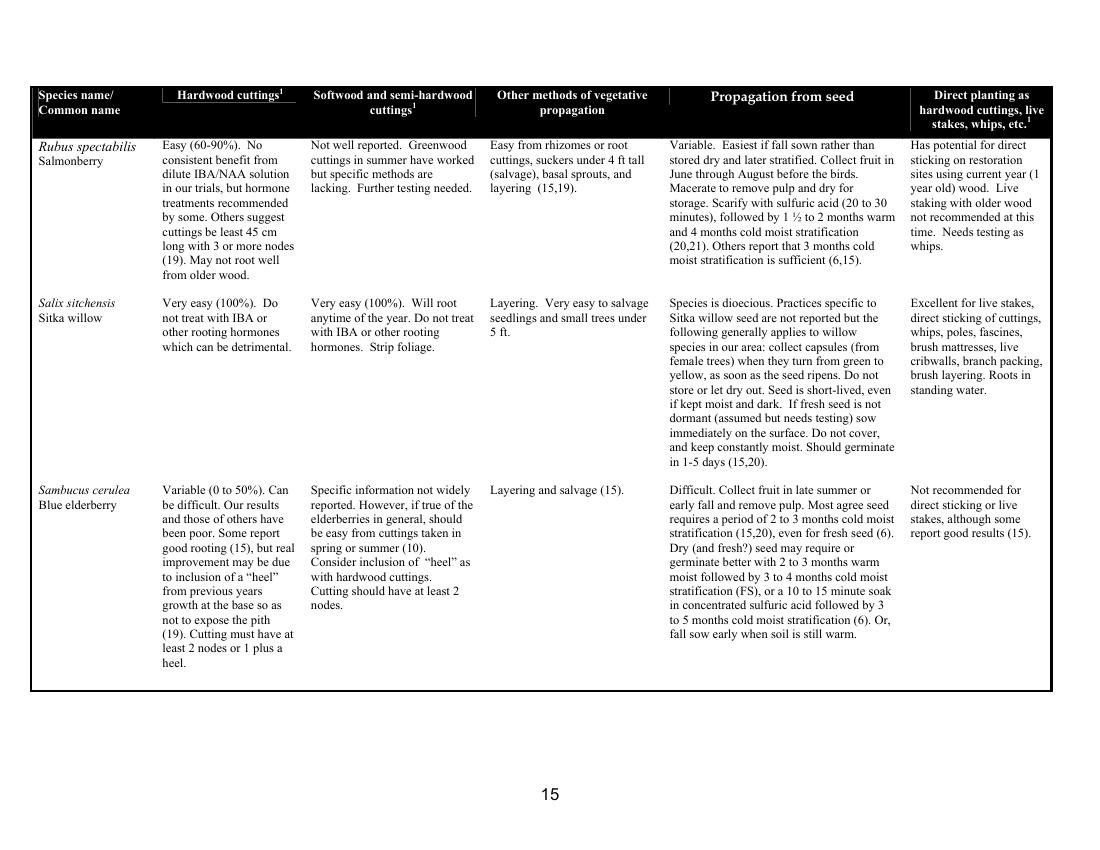 Species name/
Common name
Hardwood cuttings1
Softwood and semi-hardwood
cuttings1
Other methods of vegetative
propagation
Propagation from seed
Direct planting as
hardwood cuttings, live
stakes, whips, etc.1
Rubus spectabilis
Salmonberry
Easy (60-90%).  No
consistent benefit from
dilute IBA/NAA solution
in our trials, but hormone
treatments recommended
by some. Others suggest
cuttings be least 45 cm
long with 3 or more nodes
(19). May not root well
from older wood.
Not well reported.  Greenwood
cuttings in summer have worked
but specific methods are
lacking.  Further testing needed.
Easy from rhizomes or root
cuttings, suckers under 4 ft tall
(salvage), basal sprouts, and
layering  (15,19).
Variable.  Easiest if fall sown rather than
stored dry and later stratified. Collect fruit in
June through August before the birds.
Macerate to remove pulp and dry for
storage. Scarify with sulfuric acid (20 to 30
minutes), followed by 1 ½ to 2 months warm
and 4 months cold moist stratification
(20,21). Others report that 3 months cold
moist stratification is sufficient (6,15).
Has potential for direct
sticking on restoration
sites using current year (1
year old) wood.  Live
staking with older wood
not recommended at this
time.  Needs testing as
whips.
Salix sitchensis
Sitka willow
Very easy (100%).  Do
not treat with IBA or
other rooting hormones
which can be detrimental.
Very easy (100%).  Will root
anytime of the year. Do not treat
with IBA or other rooting
hormones.  Strip foliage.
Layering.  Very easy to salvage
seedlings and small trees under
5 ft.
Species is dioecious. Practices specific to
Sitka willow seed are not reported but the
following generally applies to willow
species in our area: collect capsules (from
female trees) when they turn from green to
yellow, as soon as the seed ripens. Do not
store or let dry out. Seed is short-lived, even
if kept moist and dark.  If fresh seed is not
dormant (assumed but needs testing) sow
immediately on the surface. Do not cover,
and keep constantly moist. Should germinate
in 1-5 days (15,20).
Excellent for live stakes,
direct sticking of cuttings,
whips, poles, fascines,
brush mattresses, live
cribwalls, branch packing,
brush layering. Roots in
standing water.
Sambucus cerulea
Blue elderberry
Variable (0 to 50%). Can
be difficult. Our results
and those of others have
been poor. Some report
good rooting (15), but real
improvement may be due
to inclusion of a “heel”
from previous years
growth at the base so as
not to expose the pith
(19). Cutting must have at
least 2 nodes or 1 plus a
heel.
Specific information not widely
reported. However, if true of the
elderberries in general, should
be easy from cuttings taken in
spring or summer (10).
Consider inclusion of  “heel” as
with hardwood cuttings.
Cutting should have at least 2
nodes.
Layering and salvage (15).
Difficult. Collect fruit in late summer or
early fall and remove pulp. Most agree seed
requires a period of 2 to 3 months cold moist
stratification (15,20), even for fresh seed (6).
Dry (and fresh?) seed may require or
germinate better with 2 to 3 months warm
moist followed by 3 to 4 months cold moist
stratification (FS), or a 10 to 15 minute soak
in concentrated sulfuric acid followed by 3
to 5 months cold moist stratification (6). Or,
fall sow early when soil is still warm.
Not recommended for
direct sticking or live
stakes, although some
report good results (15).
15